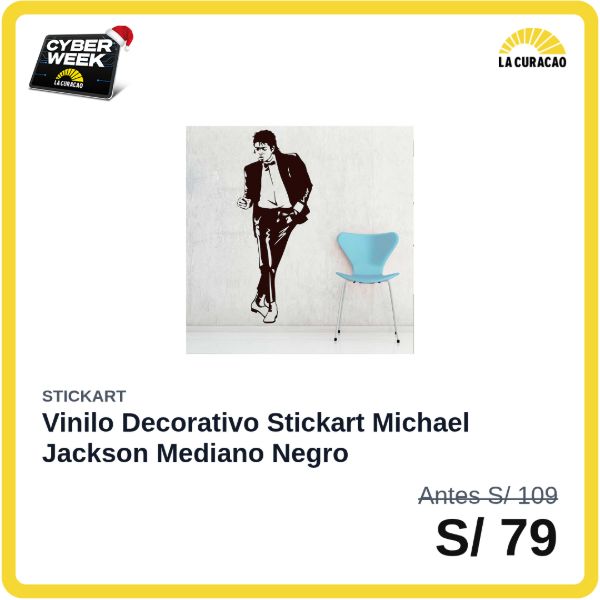 CYBER
WEEK
LA CURACAO
LA CURACAO
STICKART
Vinilo Decorativo Stickart Michael
Jackson Mediano Negro
Antes S/ 109
S/ 79